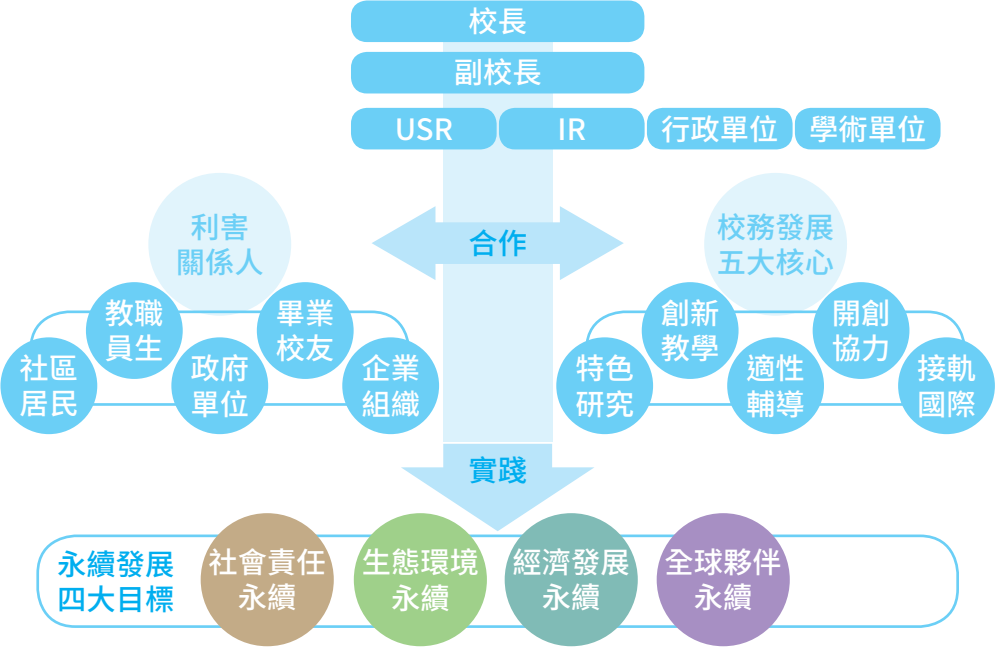 校長
副校長
USR
IR
行政單位
學術單位
利害
關係人
合作
校務發展
五大核心
教職
員生
畢業
校友
社區
居民
政府
單位
企業
組織
創新
教學
開創
協力
特色
研究
適性
輔導
接軌
國際
實踐
永續發展
四大目標
社會責任
永續
生態環境
永續
經濟發展
永續
全球夥伴
永續